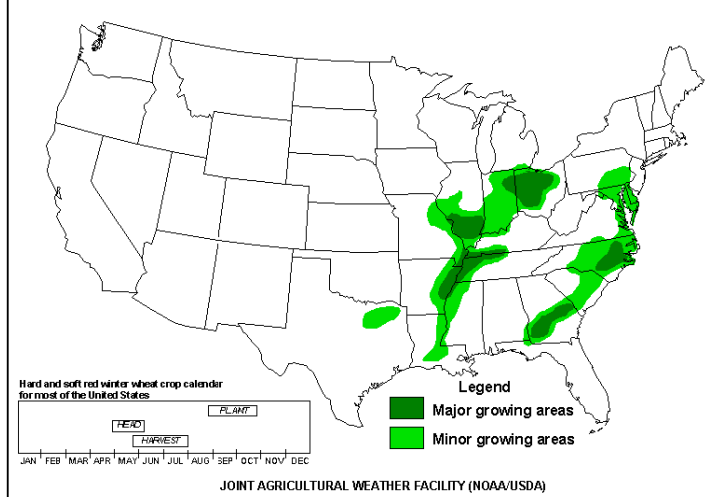 Hard and soft red winter wheat crop calendar
for most of the United States
PLANT
HEAD
HARVEST
JAN FEB MAR APR MAY JUN JUL AUG SEP OCT NOV DEC
Legend
Major growing areas
Minor growing areas
JOINT AGRICULTURAL WEATHER FACILITY (NOAA/USDA)